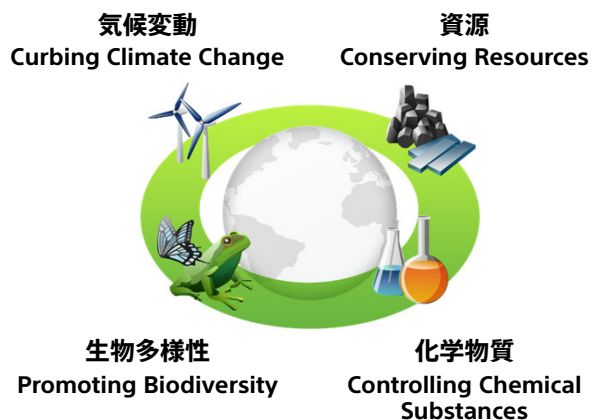 気候変動
Curbing Climate Change
資源
Conserving Resources
生物多様性
Promoting Biodiversity
化学物質
Controlling Chemical
Substances